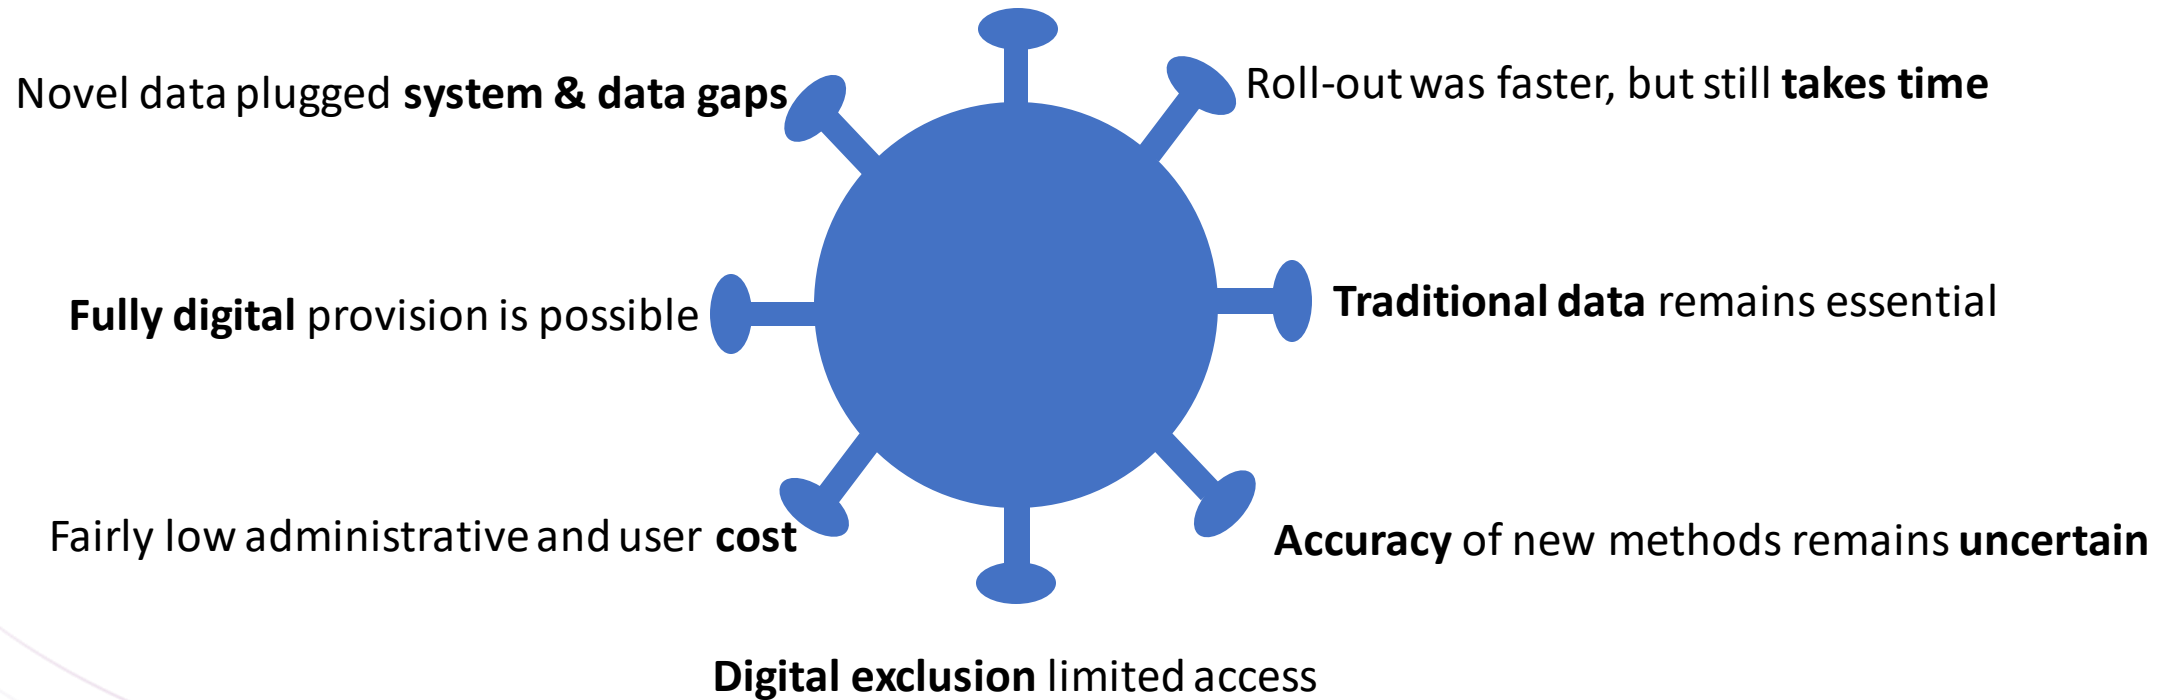 Novel data plugged system & data gaps
Roll-out was faster, but still takes time
Fully digital provision is possible
Traditional data remains essential
Fairly low administrative and user cost
Accuracy of new methods remains uncertain
Digital exclusion limited access